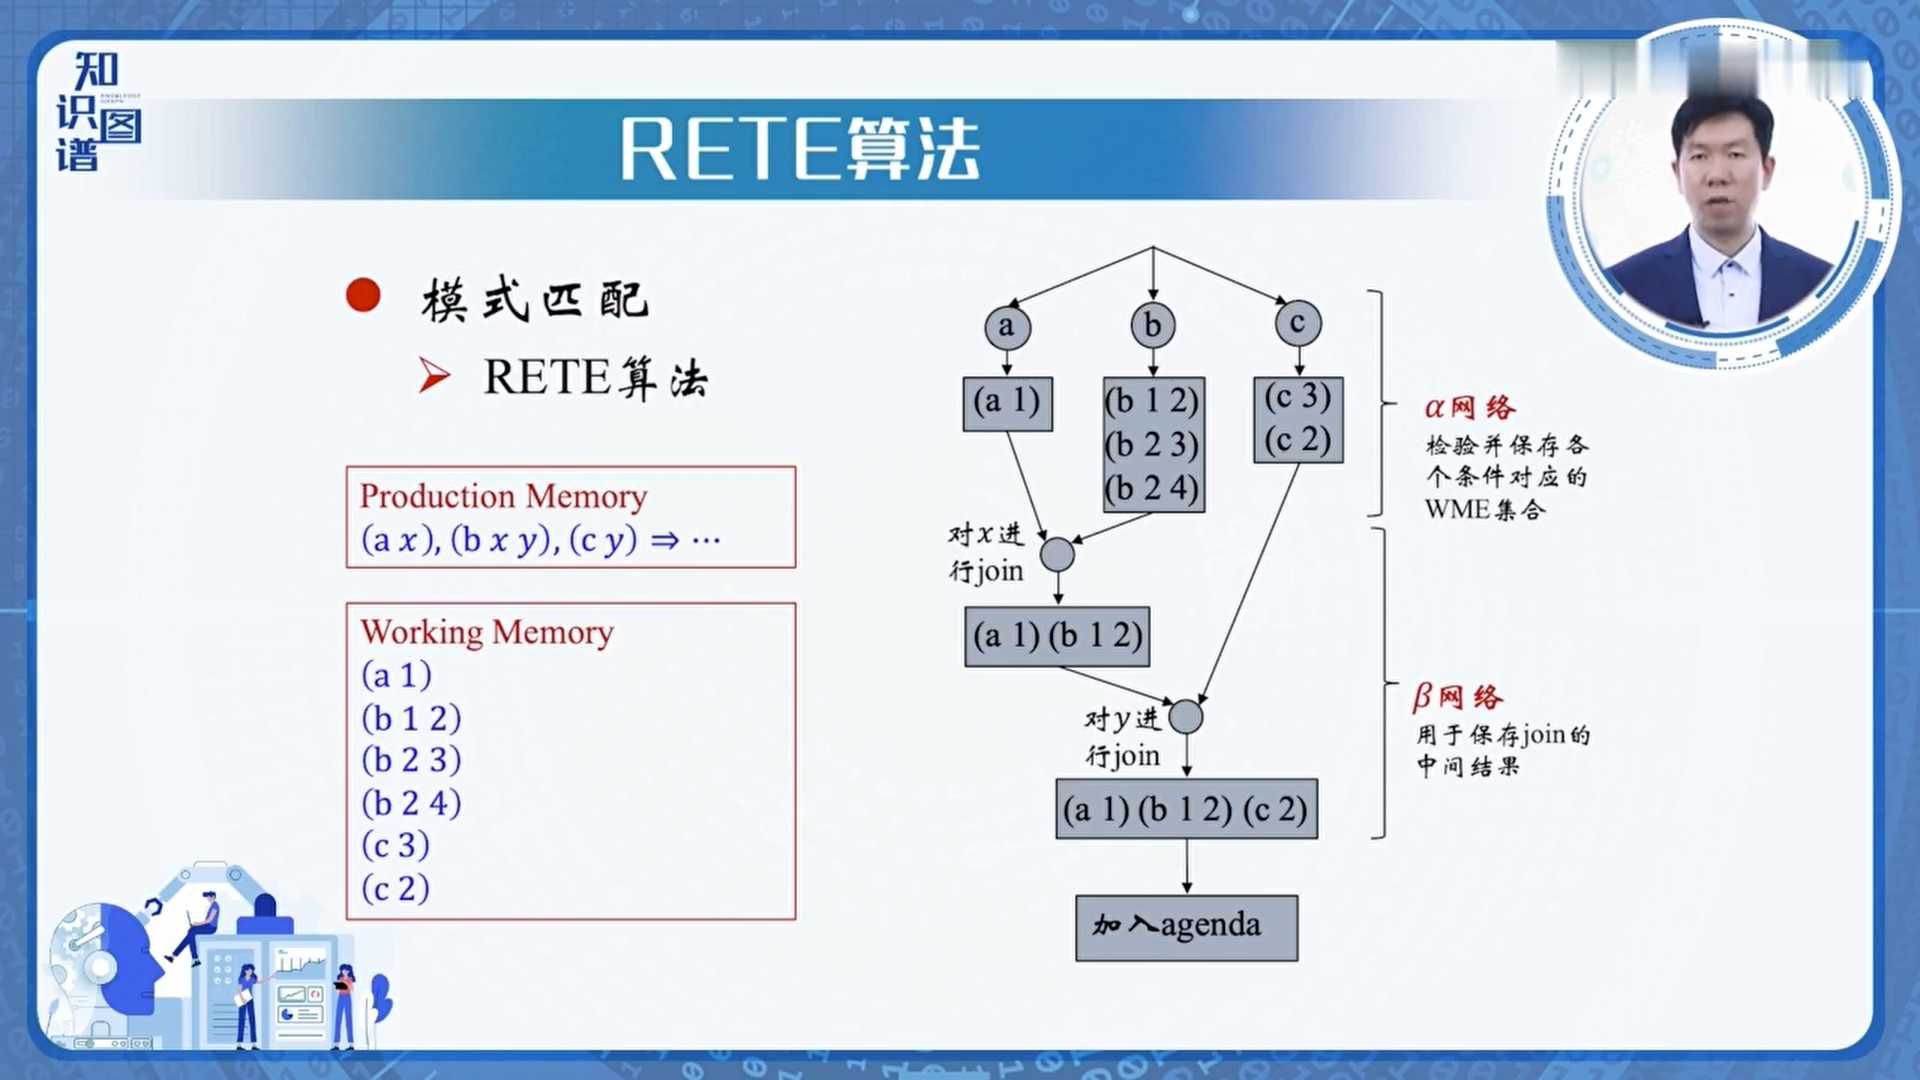 知识图谱
RETE算法
模式匹配
RETE算法
Production Memory
(a x), (b x y), (c y) ⇒ ⋯
Working Memory
(a 1)
(b 1 2)
(b 2 3)
(b 2 4)
(c 3)
(c 2)
a
b
c
(a 1)
(b 1 2)
(b 2 3)
(b 2 4)
(c 3)
(c 2)
对x进
行join
(a 1) (b 1 2)
对y进
行join
(a 1) (b 1 2) (c 2)
加入agenda
α网络
检验并保存各
个条件对应的
WME集合
β网络
用于保存join的
中间结果